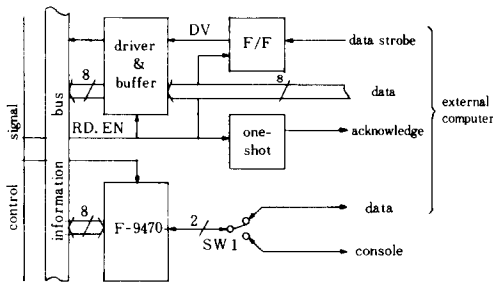 driver
&
buffer
DV
F/F
data strobe
8
8
data
bus
signal
RD. EN
one-
shot
acknowledge
external
computer
information
control
8
F-9470
2
SW 1
data
console